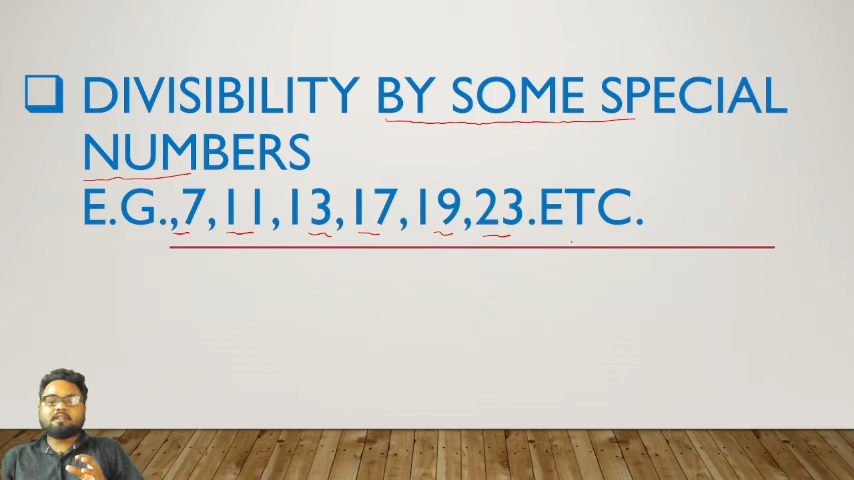 DIVISIBILITY BY SOME SPECIAL
NUMBERS
E.G.,7,11,13,17,19,23.ETC.